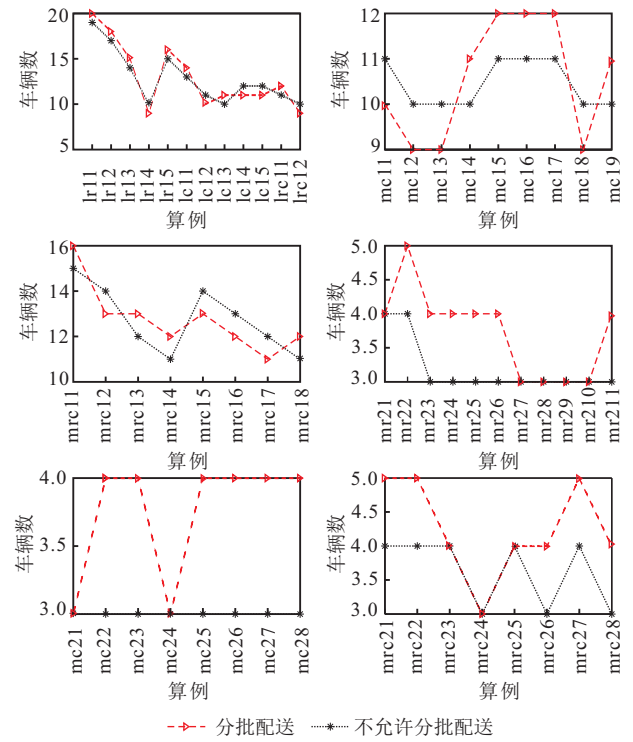 20
15
10
5
车辆数
lr11 lr12 lr13 lr14 lr15 lc11 lc12 lc13 lc14 lc15 lrc11 lrc12
算例
12
11
10
9
车辆数
mc11 mc12 mc13 mc14 mc15 mc16 mc17 mc18 mc19
算例
16
14
12
10
车辆数
mrc11 mrc12 mrc13 mrc14 mrc15 mrc16 mrc17 mrc18
算例
5.0
4.5
4.0
3.5
3.0
车辆数
mr21 mr22 mr23 mr24 mr25 mr26 mr27 mr28 mr29 mr210 mr211
算例
4.0
3.5
3.0
车辆数
mc21 mc22 mc23 mc24 mc25 mc26 mc27 mc28
算例
5.0
4.5
4.0
3.5
3.0
车辆数
mrc21 mrc22 mrc23 mrc24 mrc25 mrc26 mrc27 mrc28
算例
分批配送 不允许分批配送